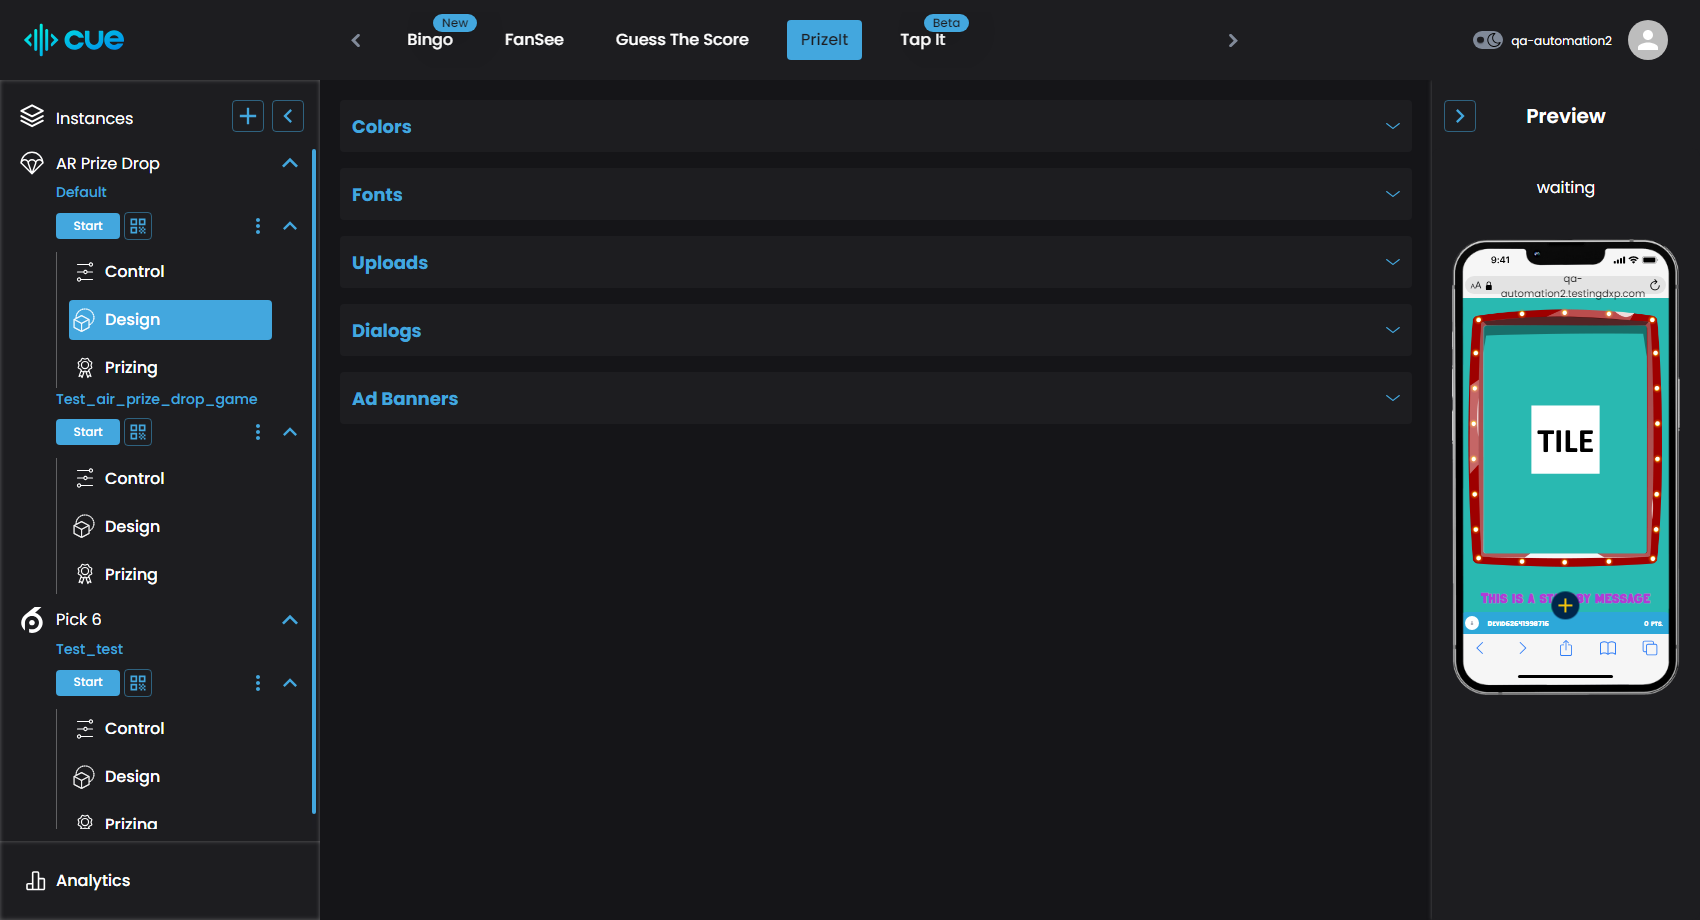 cue
New
Bingo
FanSee
Guess The Score
PrizeIt
Beta
Tap It
qa-automation2
Instances
AR Prize Drop
Default
Start
Control
Design
Prizing
Test_air_prize_drop_game
Start
Control
Design
Prizing
Pick 6
Test_test
Start
Control
Design
Prizing
Analytics
Colors
Fonts
Uploads
Dialogs
Ad Banners
Preview
waiting
9:41
AA
qa-
automation2.testingdxp.com
TILE
This is a by message
0 PTS.